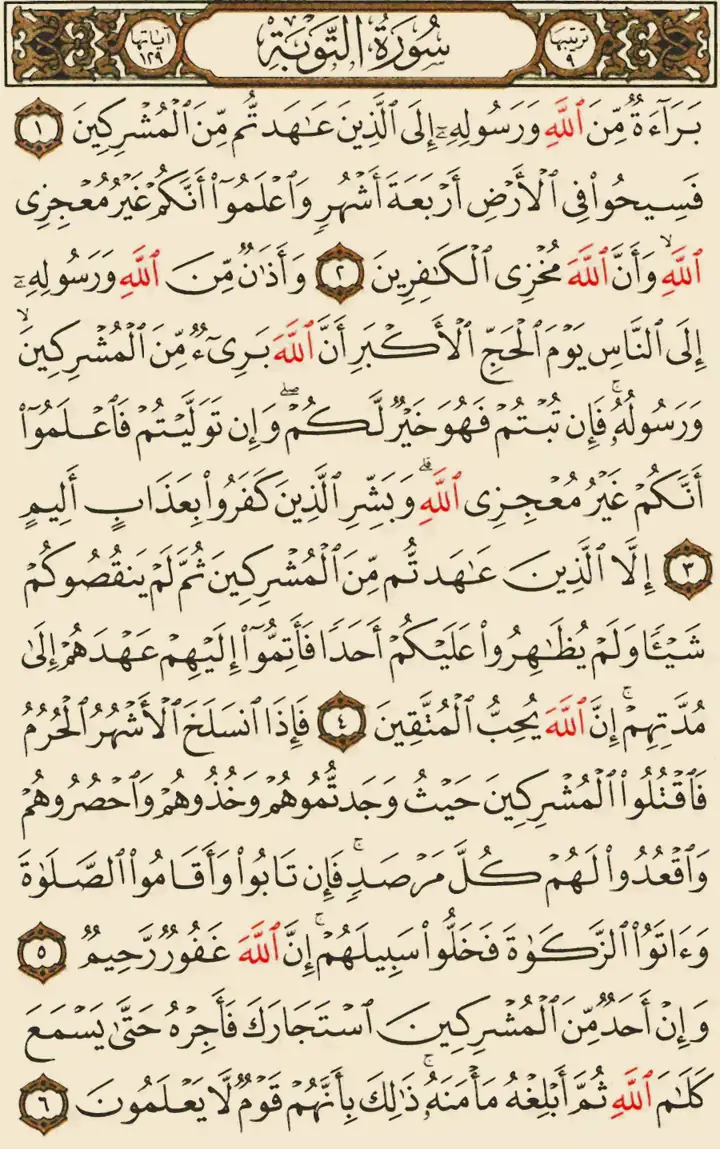 ترتيبها ٩ سُورَةُ التَّوْبَةِ آياتها ١٢٩
بَرَآءَةٌ مِّنَ ٱللَّهِ وَرَسُولِهِۦٓ إِلَى ٱلَّذِينَ عَٰهَدتُّم مِّنَ ٱلْمُشْرِكِينَ ١
فَسِيحُوا۟ فِى ٱلْأَرْضِ أَرْبَعَةَ أَشْهُرٍ وَٱعْلَمُوٓا۟ أَنَّكُمْ غَيْرُ مُعْجِزِى
ٱللَّهِ ۙ وَأَنَّ ٱللَّهَ مُخْزِى ٱلْكَٰفِرِينَ ٢ وَأَذَٰنٌ مِّنَ ٱللَّهِ وَرَسُولِهِۦٓ
إِلَى ٱلنَّاسِ يَوْمَ ٱلْحَجِّ ٱلْأَكْبَرِ أَنَّ ٱللَّهَ بَرِىٓءٌ مِّنَ ٱلْمُشْرِكِينَ ۙ
وَرَسُولُهُۥ ۚ فَإِن تُبْتُمْ فَهُوَ خَيْرٌ لَّكُمْ ۖ وَإِن تَوَلَّيْتُمْ فَٱعْلَمُوٓا۟
أَنَّكُمْ غَيْرُ مُعْجِزِى ٱللَّهِ ۗ وَبَشِّرِ ٱلَّذِينَ كَفَرُوا۟ بِعَذَابٍ أَلِيمٍ
٣ إِلَّا ٱلَّذِينَ عَٰهَدتُّم مِّنَ ٱلْمُشْرِكِينَ ثُمَّ لَمْ يَنقُصُوكُمْ
شَيْـًٔا وَلَمْ يُظَٰهِرُوا۟ عَلَيْكُمْ أَحَدًا فَأَتِمُّوٓا۟ إِلَيْهِمْ عَهْدَهُمْ إِلَىٰ
مُدَّتِهِمْ ۚ إِنَّ ٱللَّهَ يُحِبُّ ٱلْمُتَّقِينَ ٤ فَإِذَا ٱنسَلَخَ ٱلْأَشْهُرُ ٱلْحُرُمُ
فَٱقْتُلُوا۟ ٱلْمُشْرِكِينَ حَيْثُ وَجَدتُّمُوهُمْ وَخُذُوهُمْ وَٱحْصُرُوهُمْ
وَٱقْعُدُوا۟ لَهُمْ كُلَّ مَرْصَدٍ ۚ فَإِن تَابُوا۟ وَأَقَامُوا۟ ٱلصَّلَوٰةَ
وَءَاتَوُا۟ ٱلزَّكَوٰةَ فَخَلُّوا۟ سَبِيلَهُمْ ۚ إِنَّ ٱللَّهَ غَفُورٌ رَّحِيمٌ ٥
وَإِنْ أَحَدٌ مِّنَ ٱلْمُشْرِكِينَ ٱسْتَجَارَكَ فَأَجِرْهُ حَتَّىٰ يَسْمَعَ
كَلَٰمَ ٱللَّهِ ثُمَّ أَبْلِغْهُ مَأْمَنَهُۥ ۚ ذَٰلِكَ بِأَنَّهُمْ قَوْمٌ لَّا يَعْلَمُونَ ٦